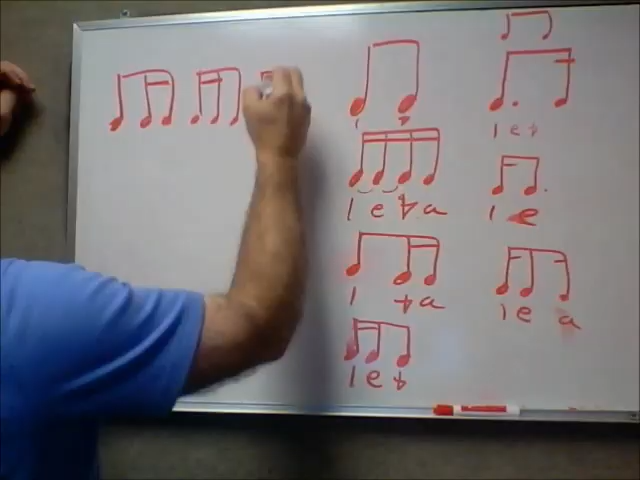 1 +
1 e + a
1 + a
1 e +
1 e +
1 e
1 e a